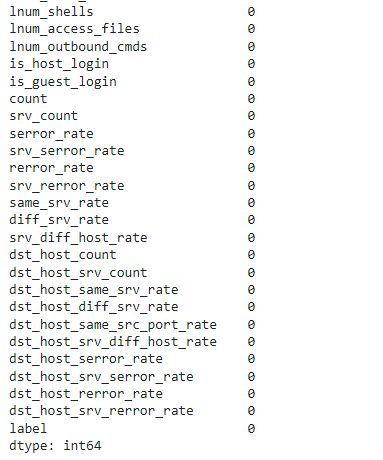 lnum_shells 0
lnum_access_files 0
lnum_outbound_cmds 0
is_host_login 0
is_guest_login 0
count 0
srv_count 0
serror_rate 0
srv_serror_rate 0
rerror_rate 0
srv_rerror_rate 0
same_srv_rate 0
diff_srv_rate 0
srv_diff_host_rate 0
dst_host_count 0
dst_host_srv_count 0
dst_host_same_srv_rate 0
dst_host_diff_srv_rate 0
dst_host_same_src_port_rate 0
dst_host_srv_diff_host_rate 0
dst_host_serror_rate 0
dst_host_srv_serror_rate 0
dst_host_rerror_rate 0
dst_host_srv_rerror_rate 0
label 0
dtype: int64